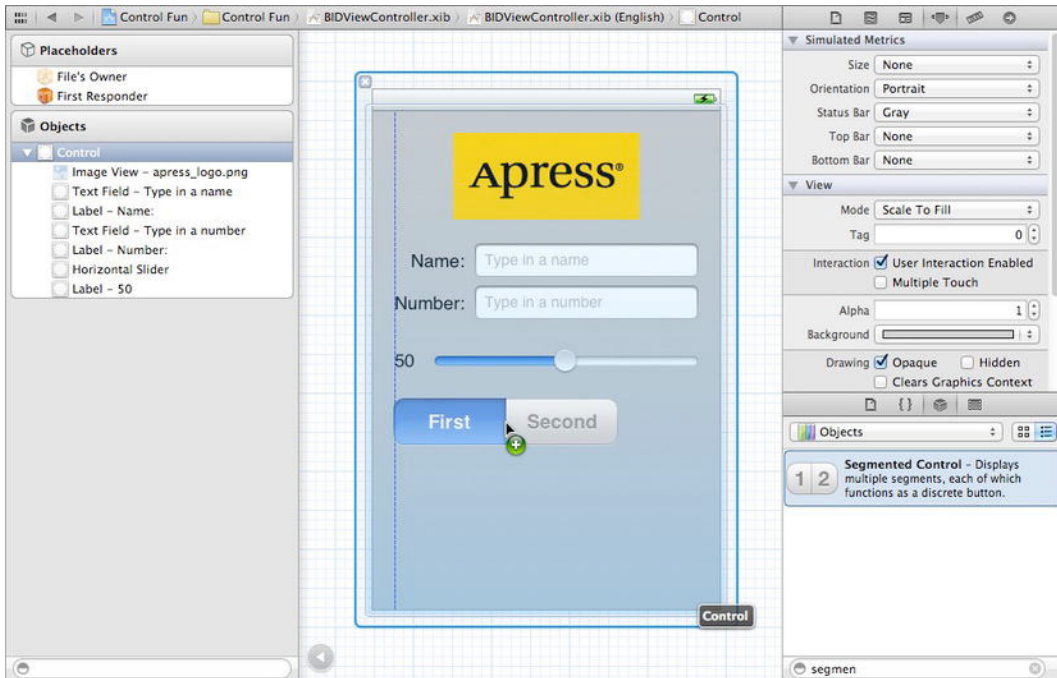 Control Fun
Control Fun
BIDViewController.xib
BIDViewController.xib (English)
Control
Placeholders
File's Owner
First Responder
Objects
Control
Image View – apress_logo.png
Text Field – Type in a name
Label – Name:
Text Field – Type in a number
Label – Number:
Horizontal Slider
Label – 50
Apress®
Name: Type in a name
Number: Type in a number
50
First Second
Control
Simulated Metrics
Size None
Orientation Portrait
Status Bar Gray
Top Bar None
Bottom Bar None
View
Mode Scale To Fill
Tag 0
Interaction User Interaction Enabled
Multiple Touch
Alpha 1
Background
Drawing Opaque Hidden
Clears Graphics Context
{}
Objects
1 2
Segmented Control – Displays
multiple segments, each of which
functions as a discrete button.
segmen